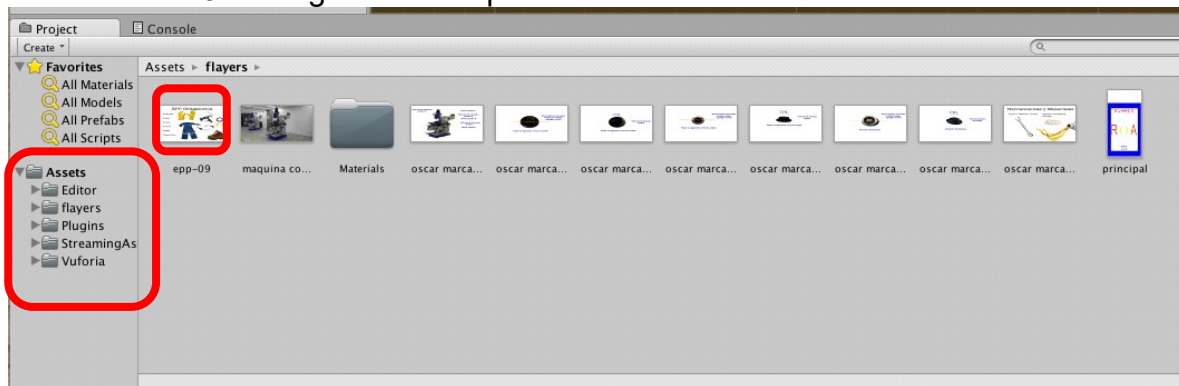 Project
Console
Create
Favorites
All Materials
All Models
All Prefabs
All Scripts
Assets
Editor
flayers
Plugins
StreamingAs
Vuforia
Assets ▸ flayers ▸
epp-09
maquina co...
Materials
oscar marca...
oscar marca...
oscar marca...
oscar marca...
oscar marca...
oscar marca...
oscar marca...
oscar marca...
principal